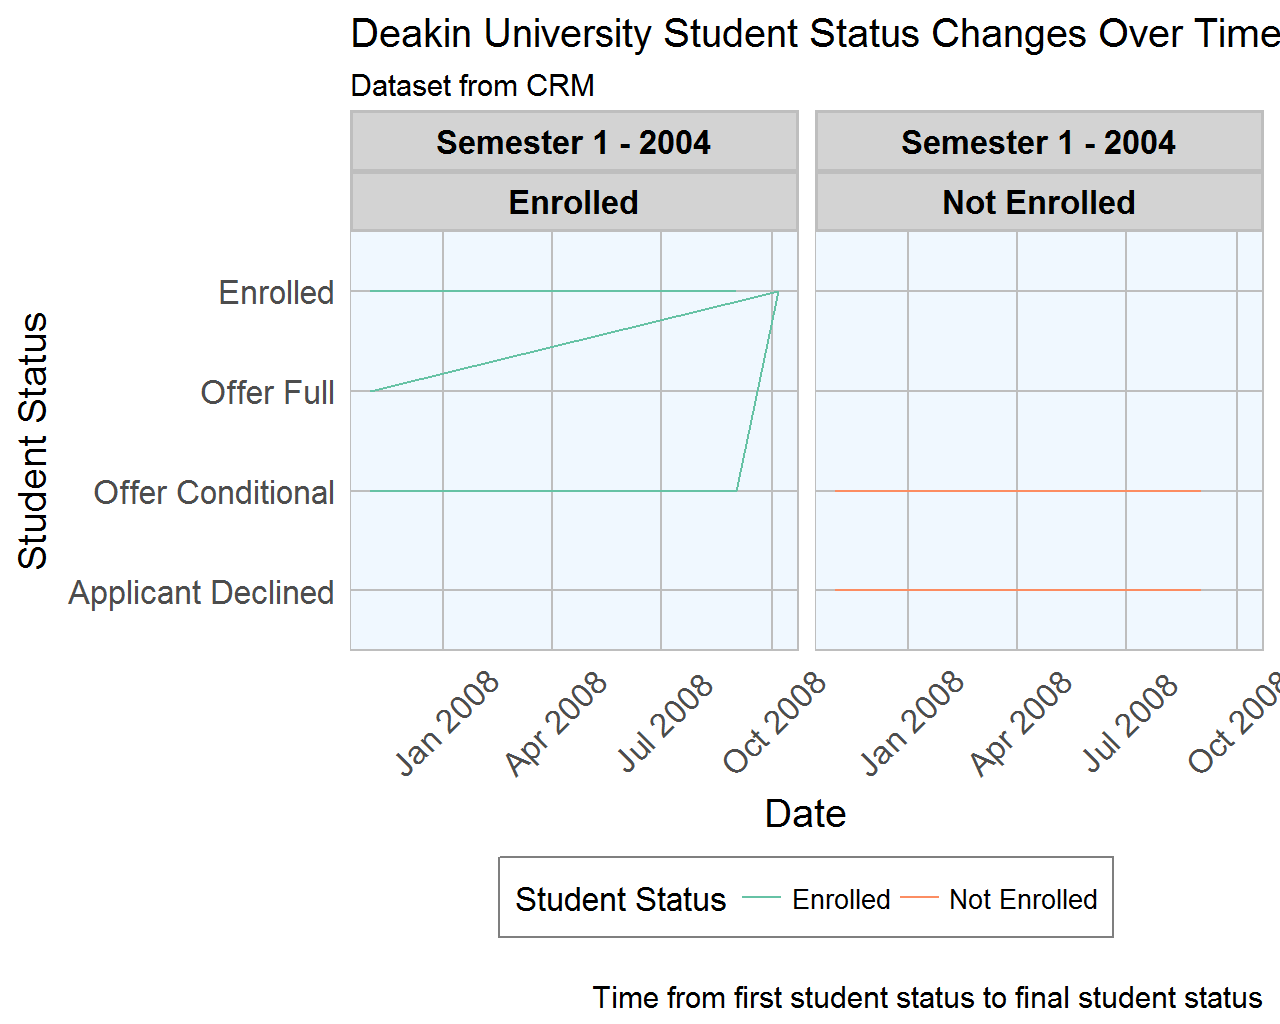 Deakin University Student Status Changes Over Time
Dataset from CRM
Semester 1 - 2004
Semester 1 - 2004
Enrolled
Not Enrolled
Student Status
Enrolled
Offer Full
Offer Conditional
Applicant Declined
Jan 2008
Apr 2008
Jul 2008
Oct 2008
Jan 2008
Apr 2008
Jul 2008
Oct 2008
Date
Student Status Enrolled Not Enrolled
Time from first student status to final student status